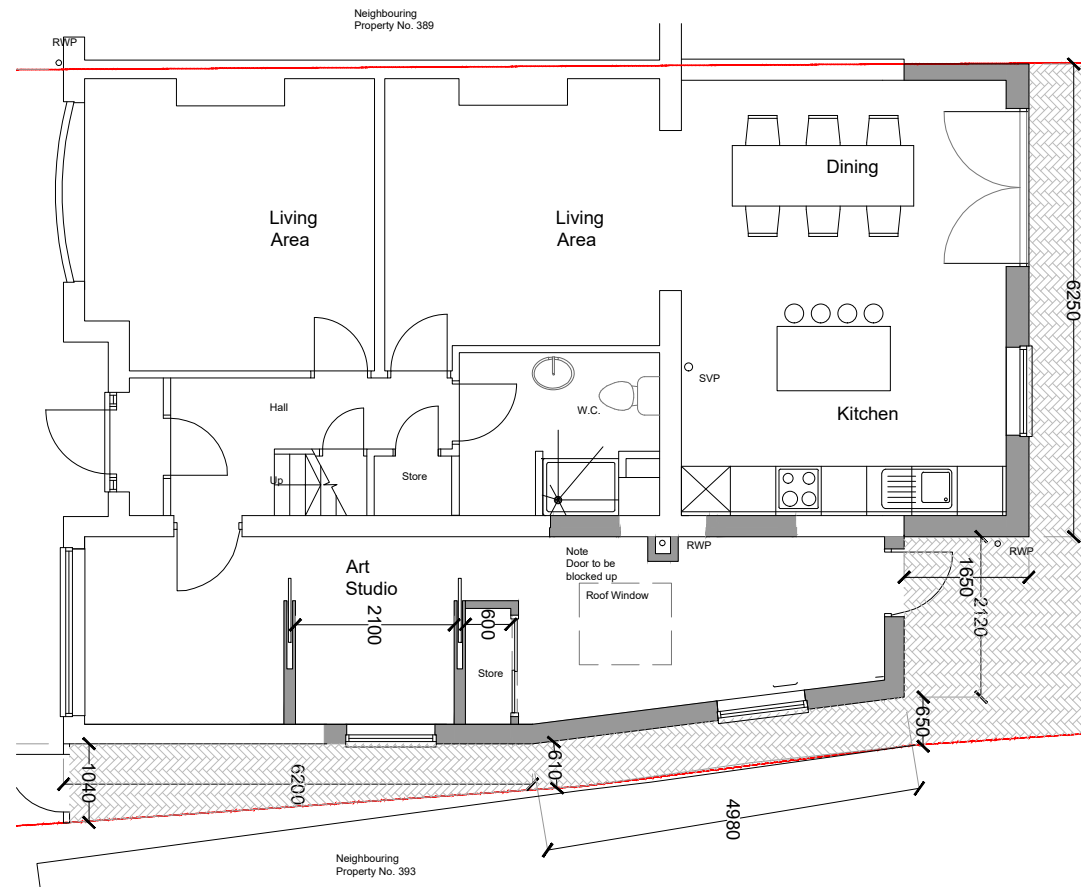 Neighbouring
Property No. 389
RWP
Dining
Living
Area
Living
Area
6250
SVP
Hall
W.C.
Kitchen
Up
Store
Note
Door to be
blocked up
RWP
RWP
Art
Studio
Roof Window
1650
2120
2100
600
Store
650
610
1040
6200
4980
Neighbouring
Property No. 393